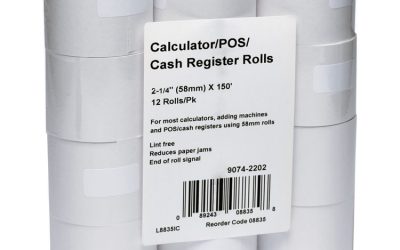 Calculator/POS/
Cash Register Rolls
2-1/4" (58mm) X 150'
12 Rolls/Pk
For most calculators, adding machines
and POS/cash registers using 58mm rolls
Lint free
Reduces paper jams
End of roll signal
9074-2202
0 89243 08835 8
L8835IC Reorder Code 08835